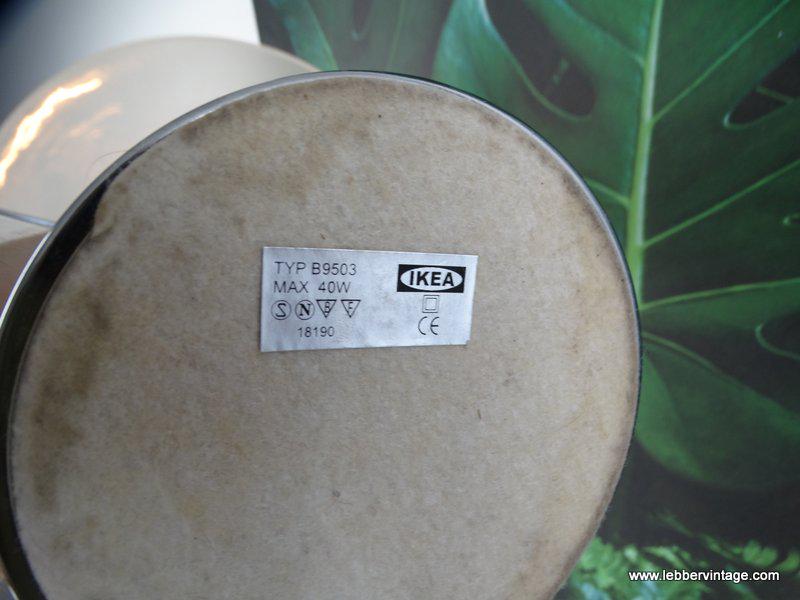 TYP B9503
MAX 40W
S N B E
18190
IKEA
CE
www.lebbervintage.com